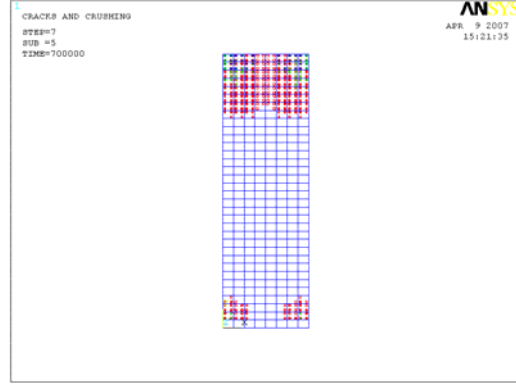 1
CRACKS AND CRUSHING
STEP=7
SUB =5
TIME=700000
ANSYS
APR 9 2007
15:21:35
X